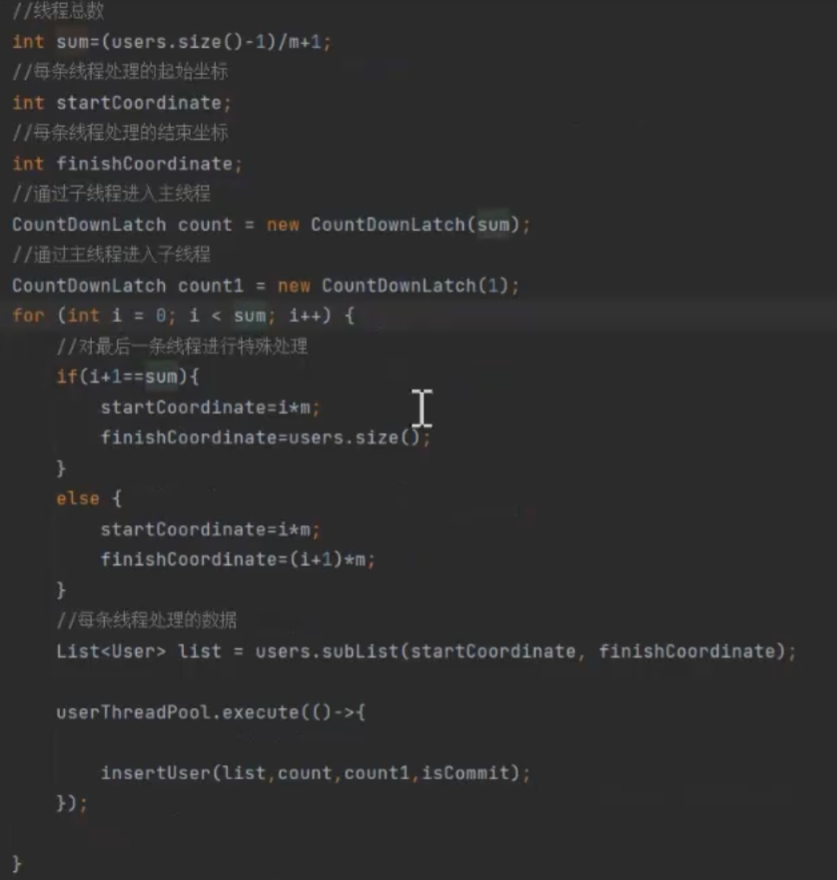 //线程总数
int sum=(users.size()-1)/m+1;
//每条线程处理的起始坐标
int startCoordinate;
//每条线程处理的结束坐标
int finishCoordinate;
//通过子线程进入主线程
CountDownLatch count = new CountDownLatch(sum);
//通过主线程进入子线程
CountDownLatch count1 = new CountDownLatch(1);
for (int i = 0; i < sum; i++) {
    //对最后一条线程进行特殊处理
    if(i+1==sum){
        startCoordinate=i*m;
        finishCoordinate=users.size();
    }
    else {
        startCoordinate=i*m;
        finishCoordinate=(i+1)*m;
    }
    //每条线程处理的数据
    List<User> list = users.subList(startCoordinate, finishCoordinate);
    userThreadPool.execute(()->{
        insertUser(list,count,count1,isCommit);
    });
}